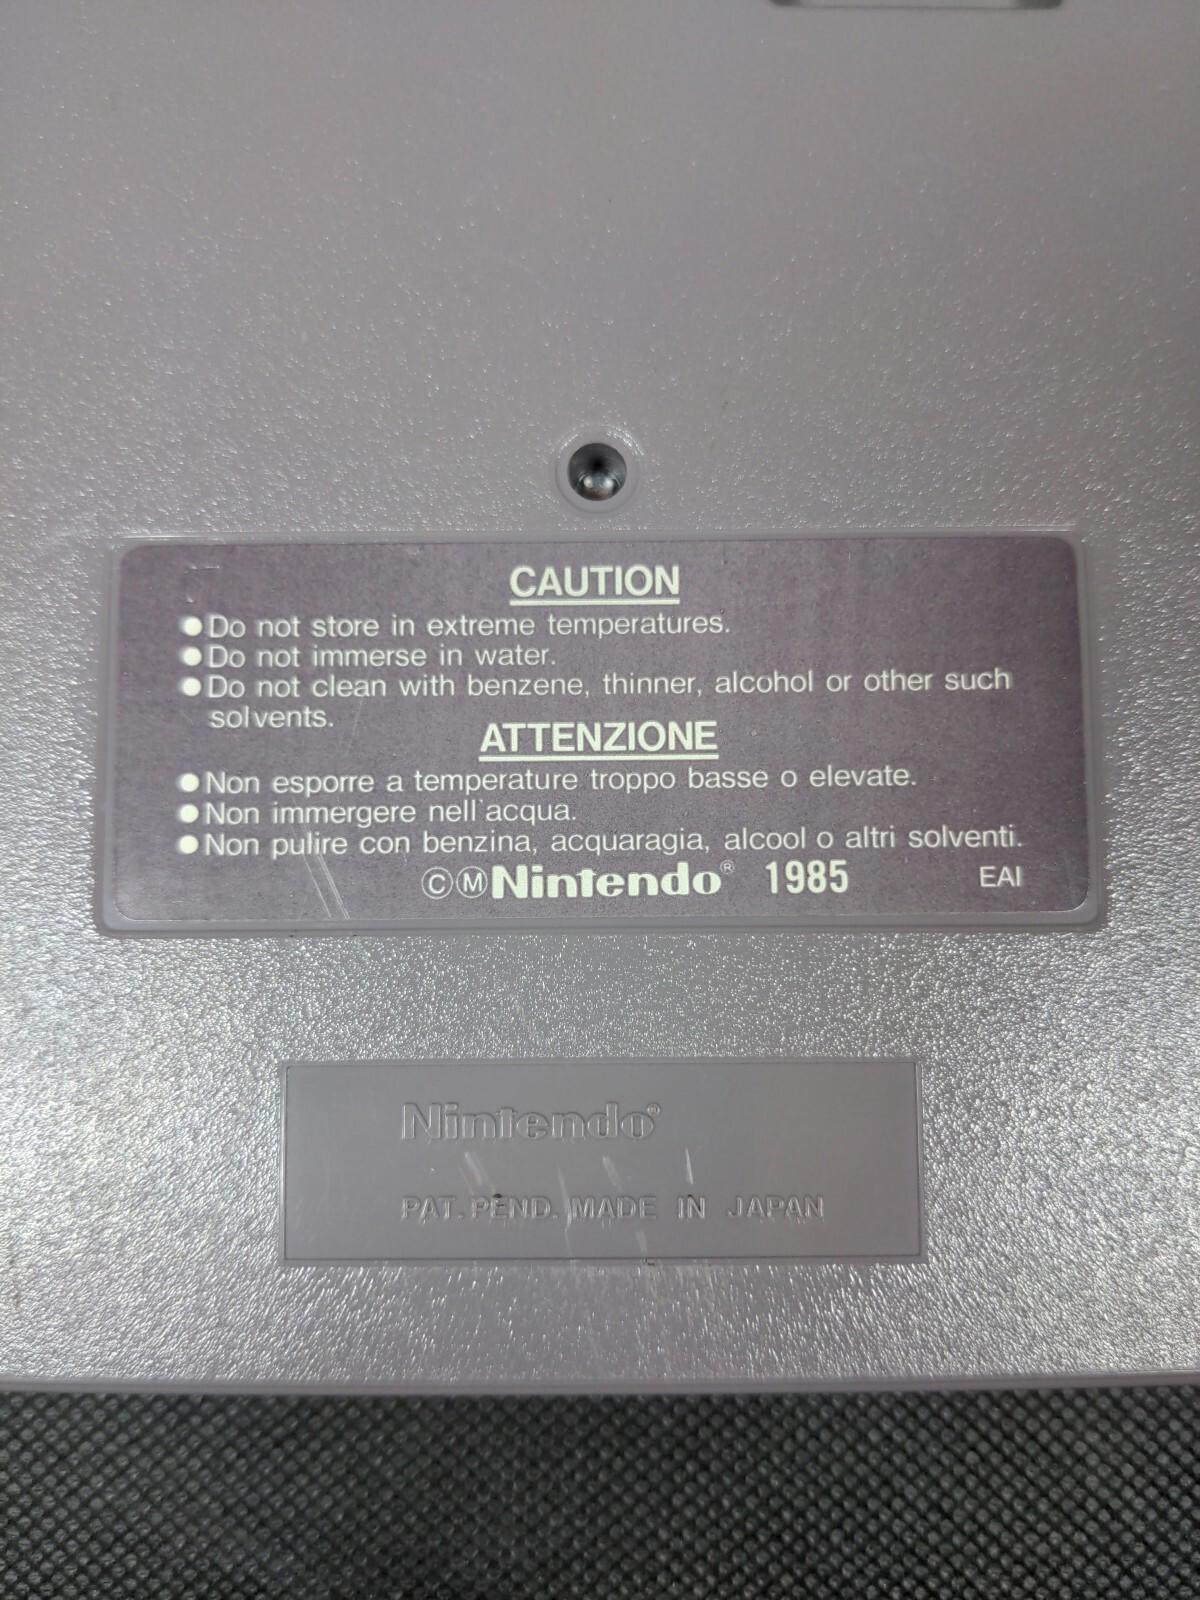 CAUTION
●Do not store in extreme temperatures.
●Do not immerse in water.
●Do not clean with benzene, thinner, alcohol or other such
solvents.
ATTENZIONE
●Non esporre a temperature troppo basse o elevate.
●Non immergere nell'acqua.
●Non pulire con benzina, acquaragia, alcool o altri solventi.
©ⓂNintendo® 1985 EAI
Nintendo®
PAT. PEND. MADE IN JAPAN